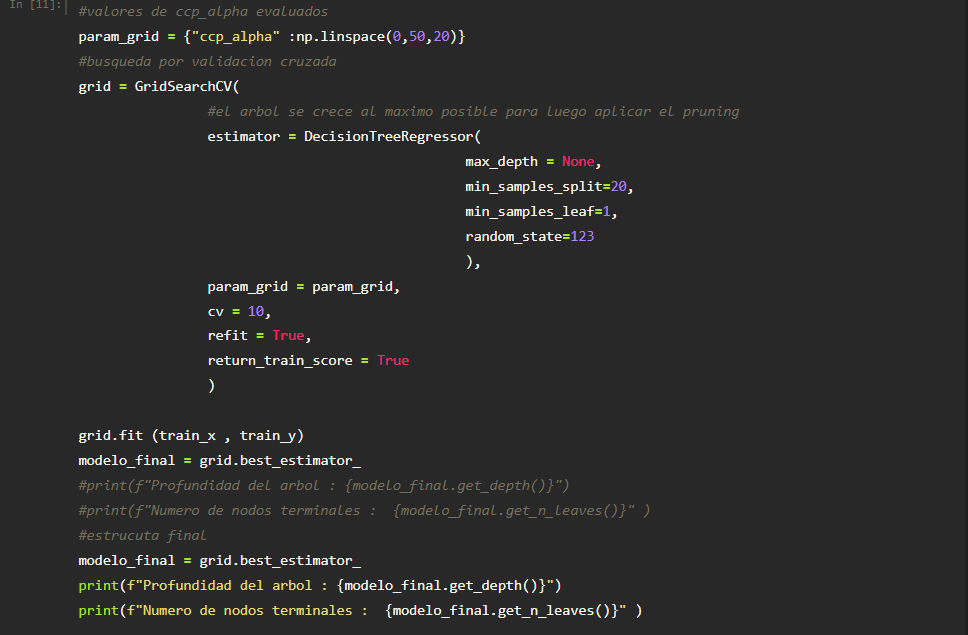 In [11]:
#valores de ccp_alpha evaluados
param_grid = {"ccp_alpha" :np.linspace(0,50,20)}
#busqueda por validacion cruzada
grid = GridSearchCV(
#el arbol se crece al maximo posible para luego aplicar el pruning
estimator = DecisionTreeRegressor(
max_depth = None,
min_samples_split=20,
min_samples_leaf=1,
random_state=123
),
param_grid = param_grid,
cv = 10,
refit = True,
return_train_score = True
)
grid.fit (train_x , train_y)
modelo_final = grid.best_estimator_
#print(f"Profundidad del arbol : {modelo_final.get_depth()}")
#print(f"Numero de nodos terminales :  {modelo_final.get_n_leaves()}" )
#estrucuta final
modelo_final = grid.best_estimator_
print(f"Profundidad del arbol : {modelo_final.get_depth()}")
print(f"Numero de nodos terminales :  {modelo_final.get_n_leaves()}" )